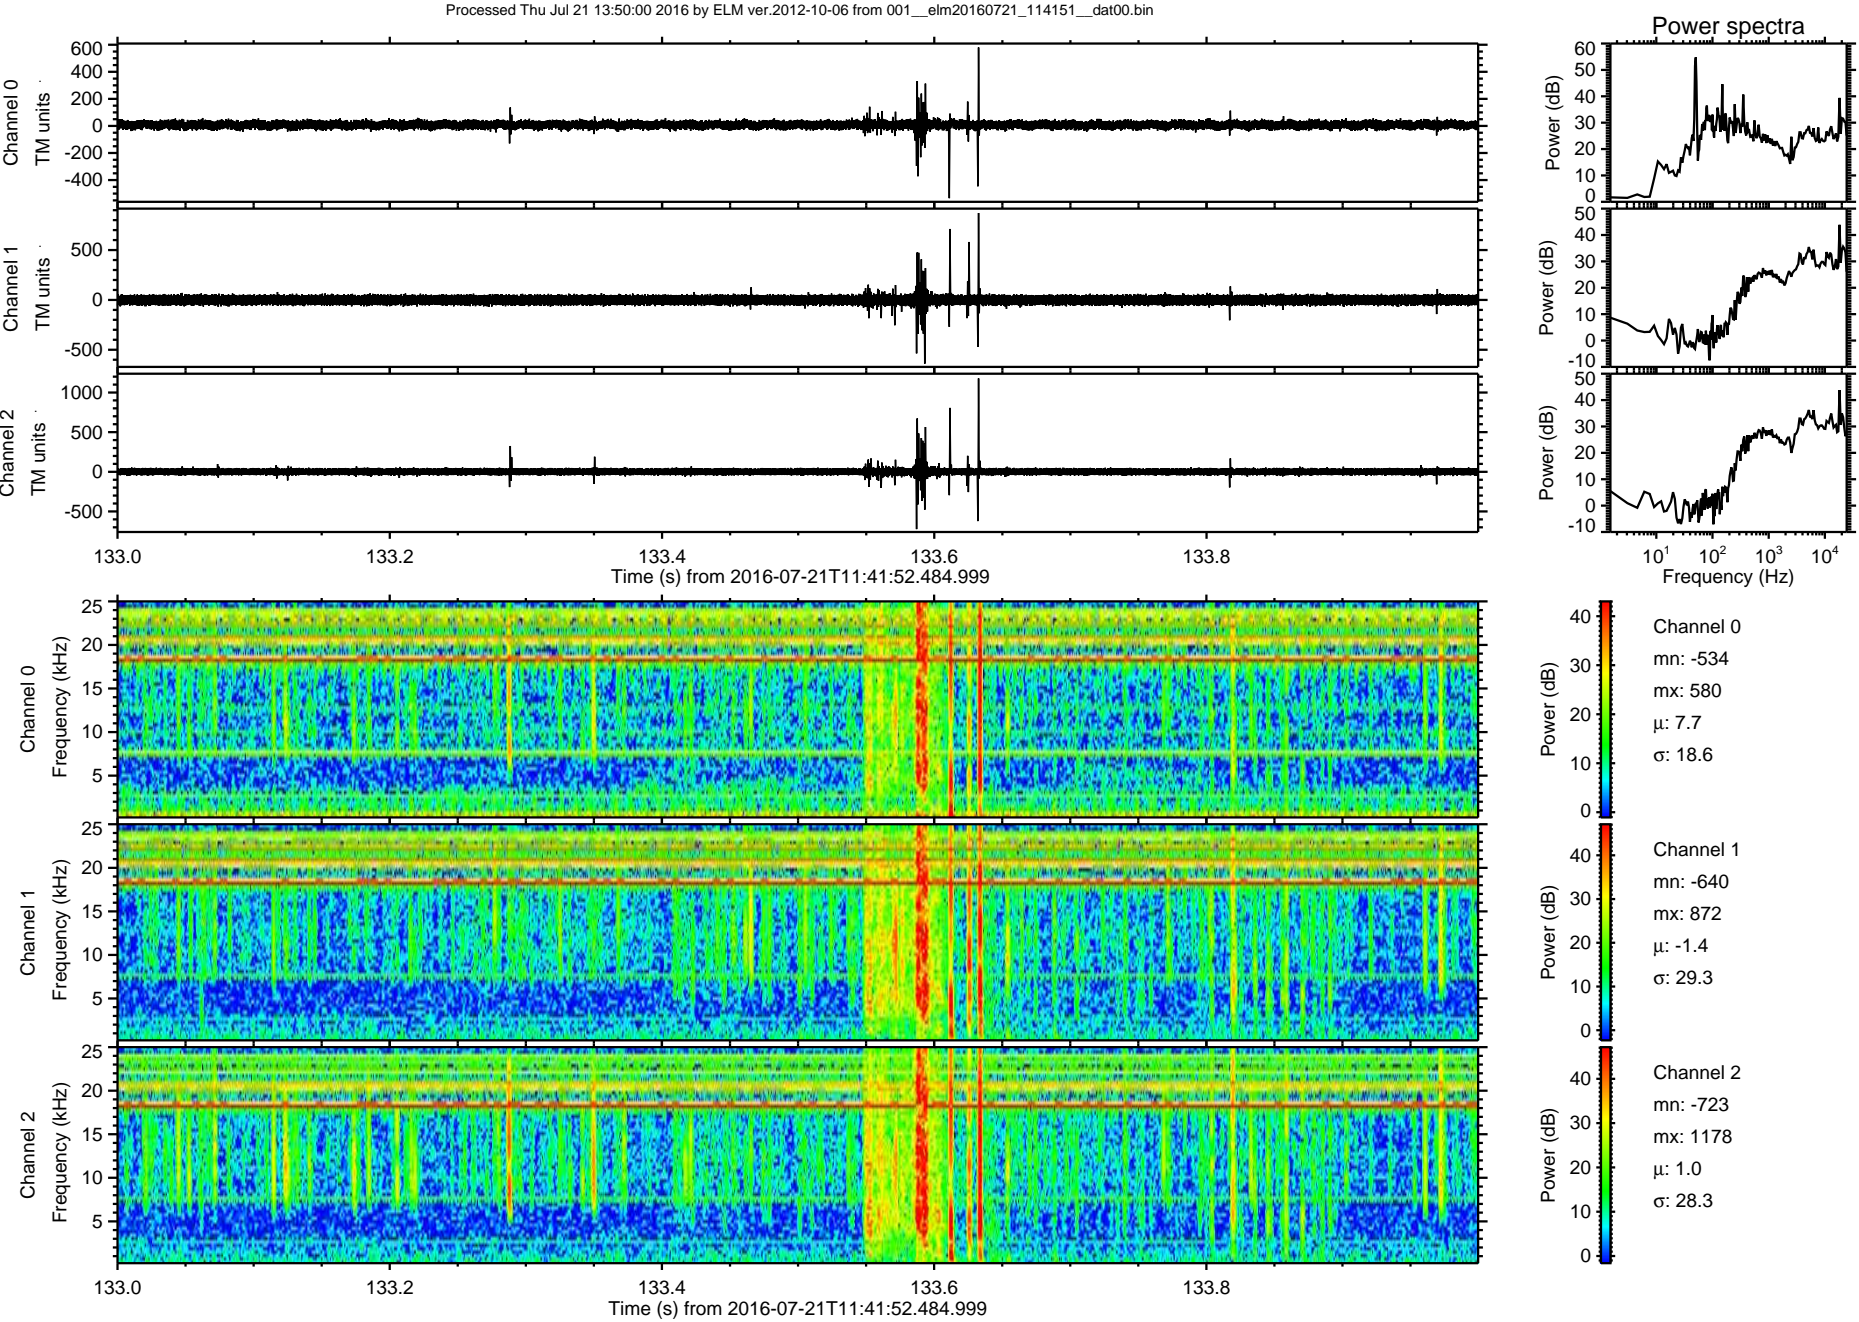 Processed Thu Jul 21 13:50:00 2016 by ELM ver.2012-10-06 from 001__elm20160721_114151__dat00.bin
Power spectra
Channel 0
TM units
600
400
200
0
-200
-400
Power (dB)
60
50
40
30
20
10
0
Channel 1
TM units
500
0
-500
Power (dB)
50
40
30
20
10
0
-10
Channel 2
TM units
1000
500
0
-500
Power (dB)
50
40
30
20
10
0
-10
133.0 133.2 133.4 133.6 133.8
Time (s) from 2016-07-21T11:41:52.484.999
10^1 10^2 10^3 10^4
Frequency (Hz)
Channel 0
Frequency (kHz)
25
20
15
10
5
Power (dB)
40
30
20
10
0
Channel 0
mn: -534
mx: 580
μ: 7.7
σ: 18.6
Channel 1
Frequency (kHz)
25
20
15
10
5
Power (dB)
40
30
20
10
0
Channel 1
mn: -640
mx: 872
μ: -1.4
σ: 29.3
Channel 2
Frequency (kHz)
25
20
15
10
5
Power (dB)
40
30
20
10
0
Channel 2
mn: -723
mx: 1178
μ: 1.0
σ: 28.3
133.0 133.2 133.4 133.6 133.8
Time (s) from 2016-07-21T11:41:52.484.999